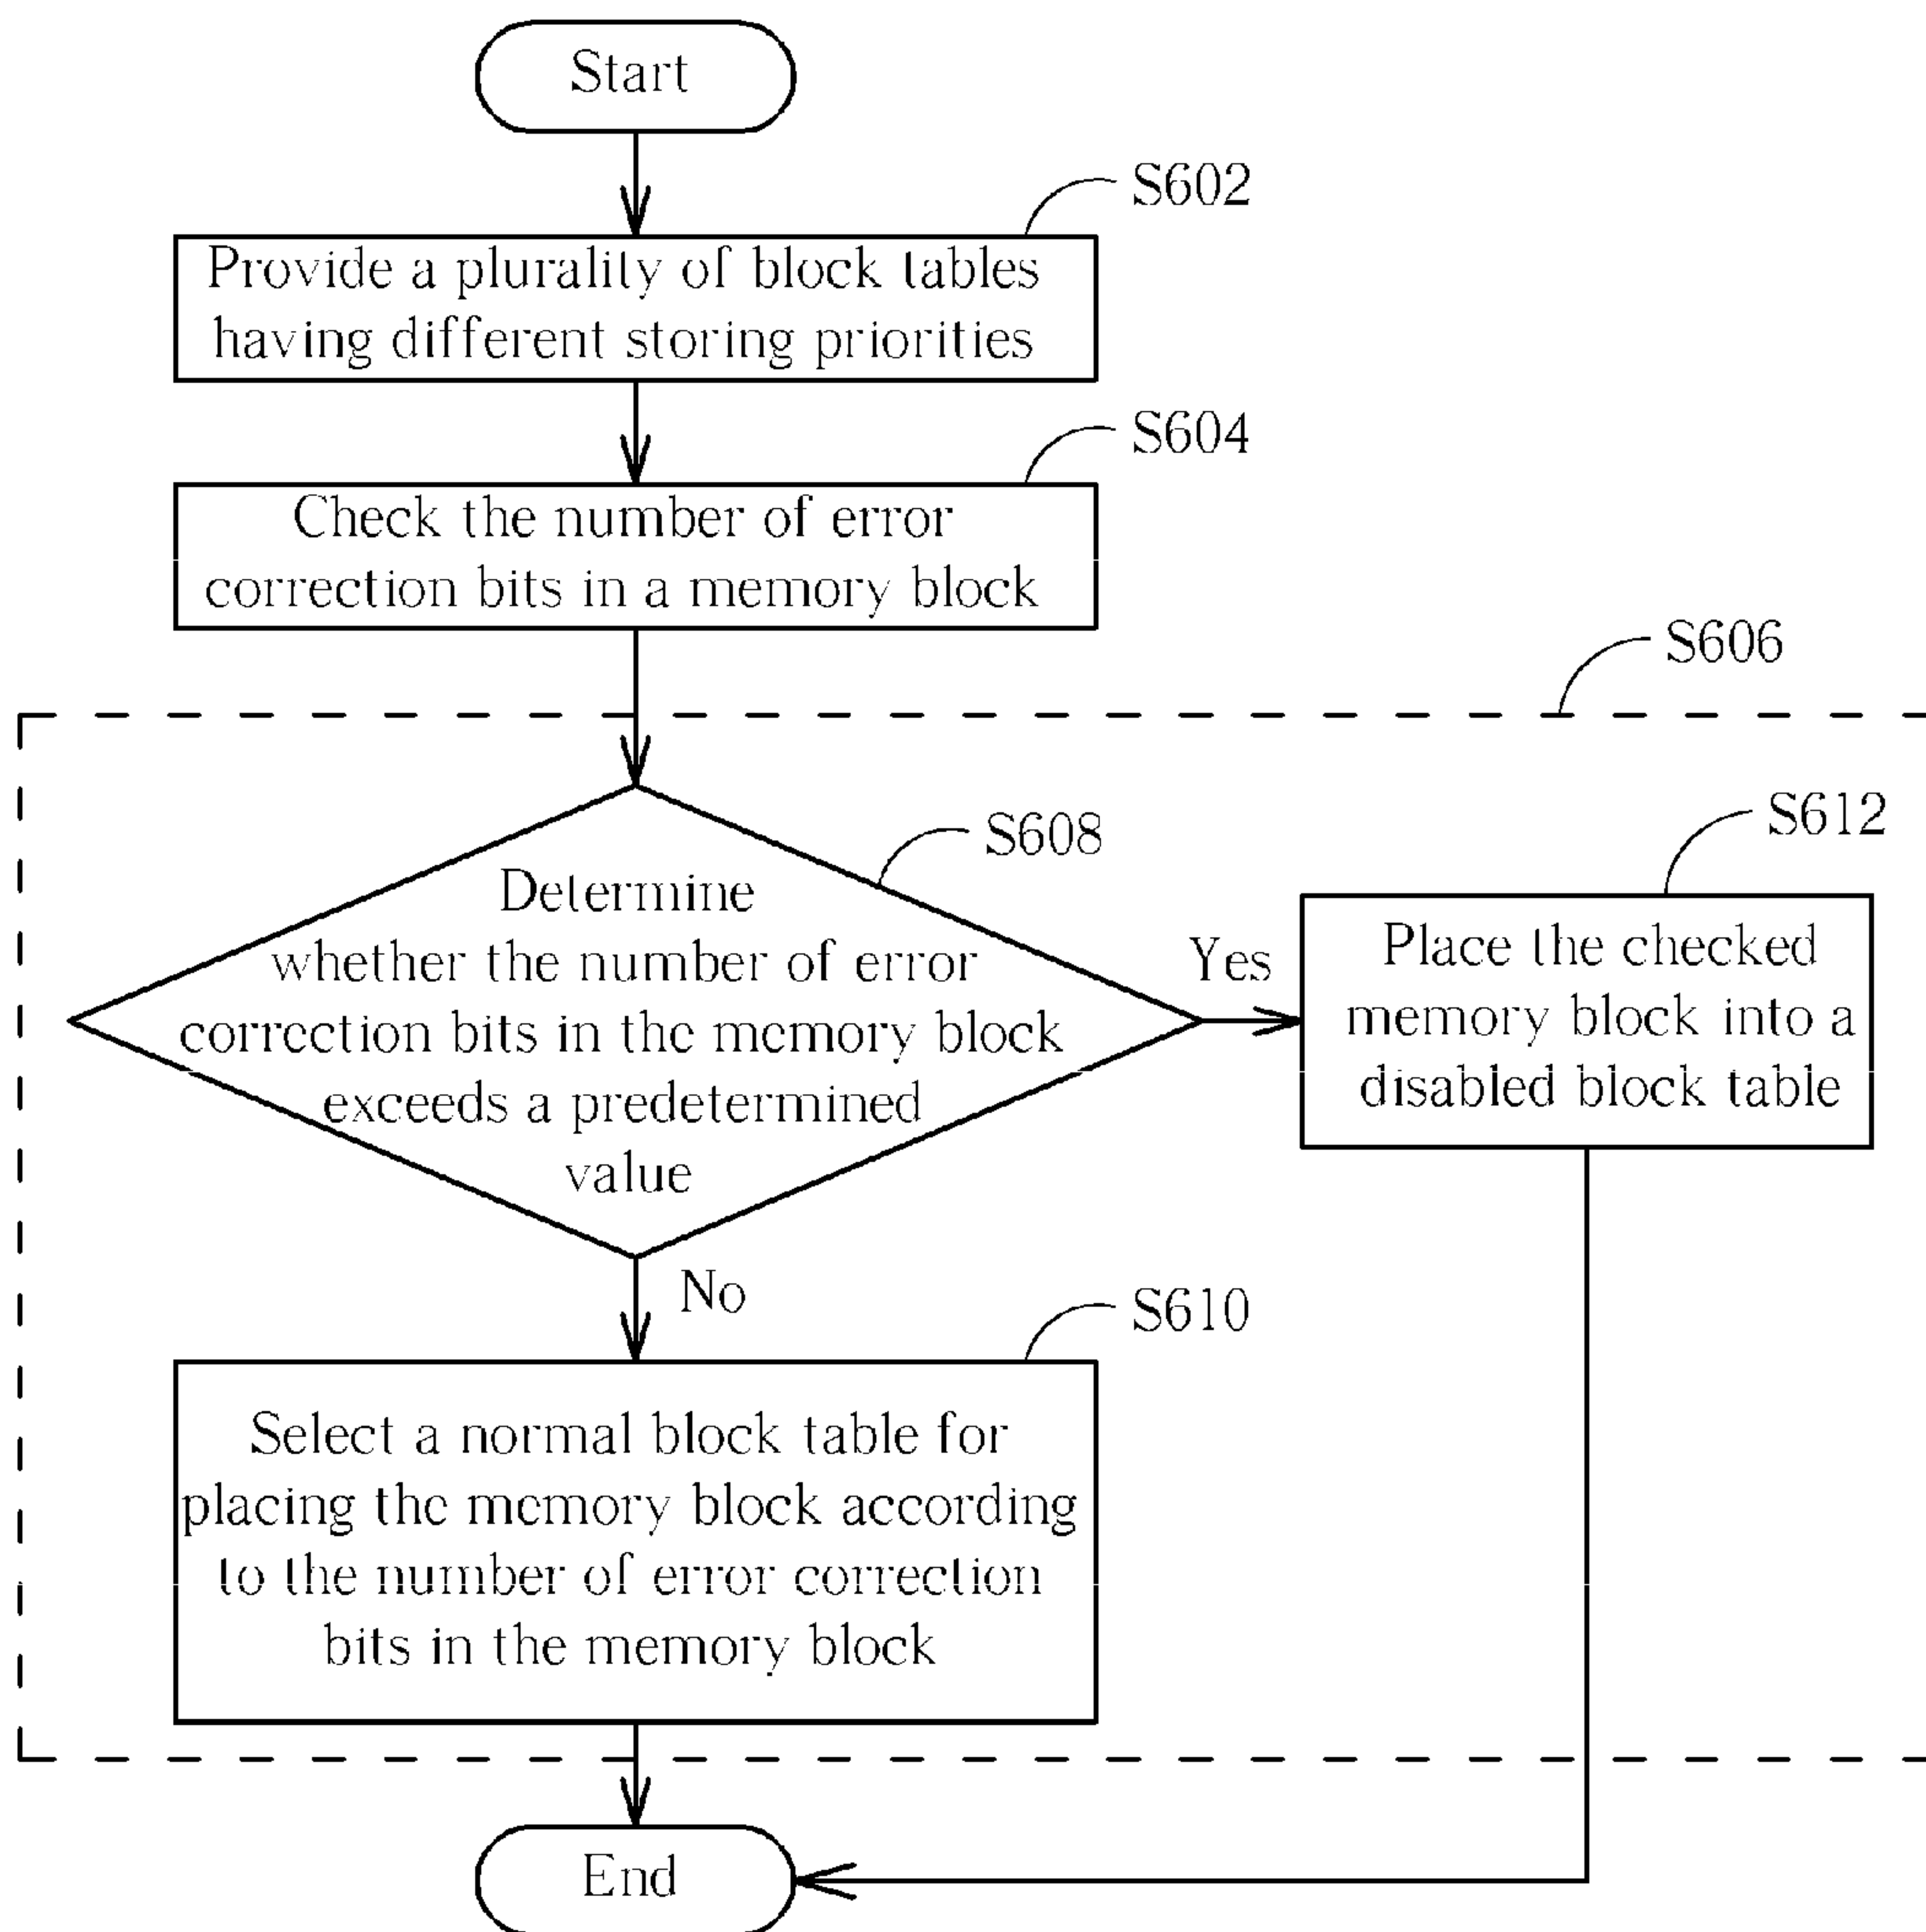 Start
S602
Provide a plurality of block tables
having different storing priorities
S604
Check the number of error
correction bits in a memory block
S606
S608
Determine
whether the number of error
correction bits in the memory block
exceeds a predetermined
value
Yes
S612
Place the checked
memory block into a
disabled block table
No
S610
Select a normal block table for
placing the memory block according
to the number of error correction
bits in the memory block
End